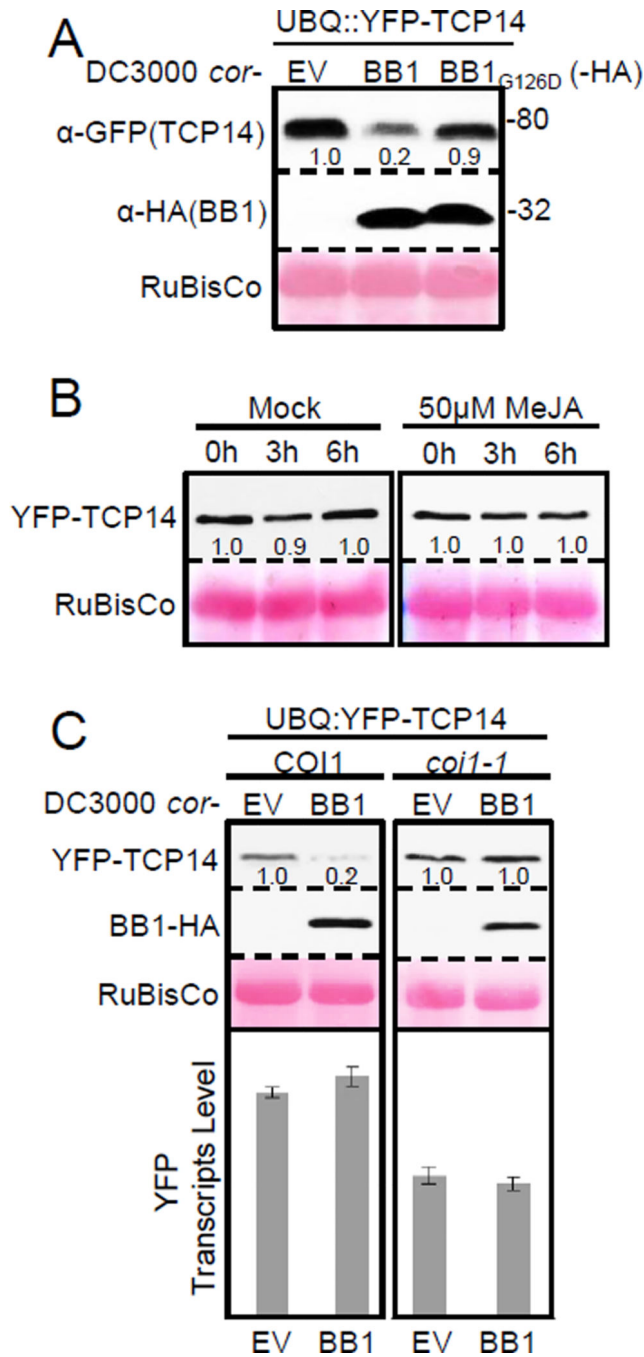 A
UBQ::YFP-TCP14
DC3000 cor- EV BB1 BB1G126D (-HA)
α-GFP(TCP14) -80
1.0 0.2 0.9
α-HA(BB1) -32
RuBisCo
B
Mock 50µM MeJA
0h 3h 6h 0h 3h 6h
YFP-TCP14
1.0 0.9 1.0 1.0 1.0 1.0
RuBisCo
C
UBQ:YFP-TCP14
COI1 coi1-1
DC3000 cor- EV BB1 EV BB1
YFP-TCP14
1.0 0.2 1.0 1.0
BB1-HA
RuBisCo
YFP
Transcripts Level
EV BB1 EV BB1